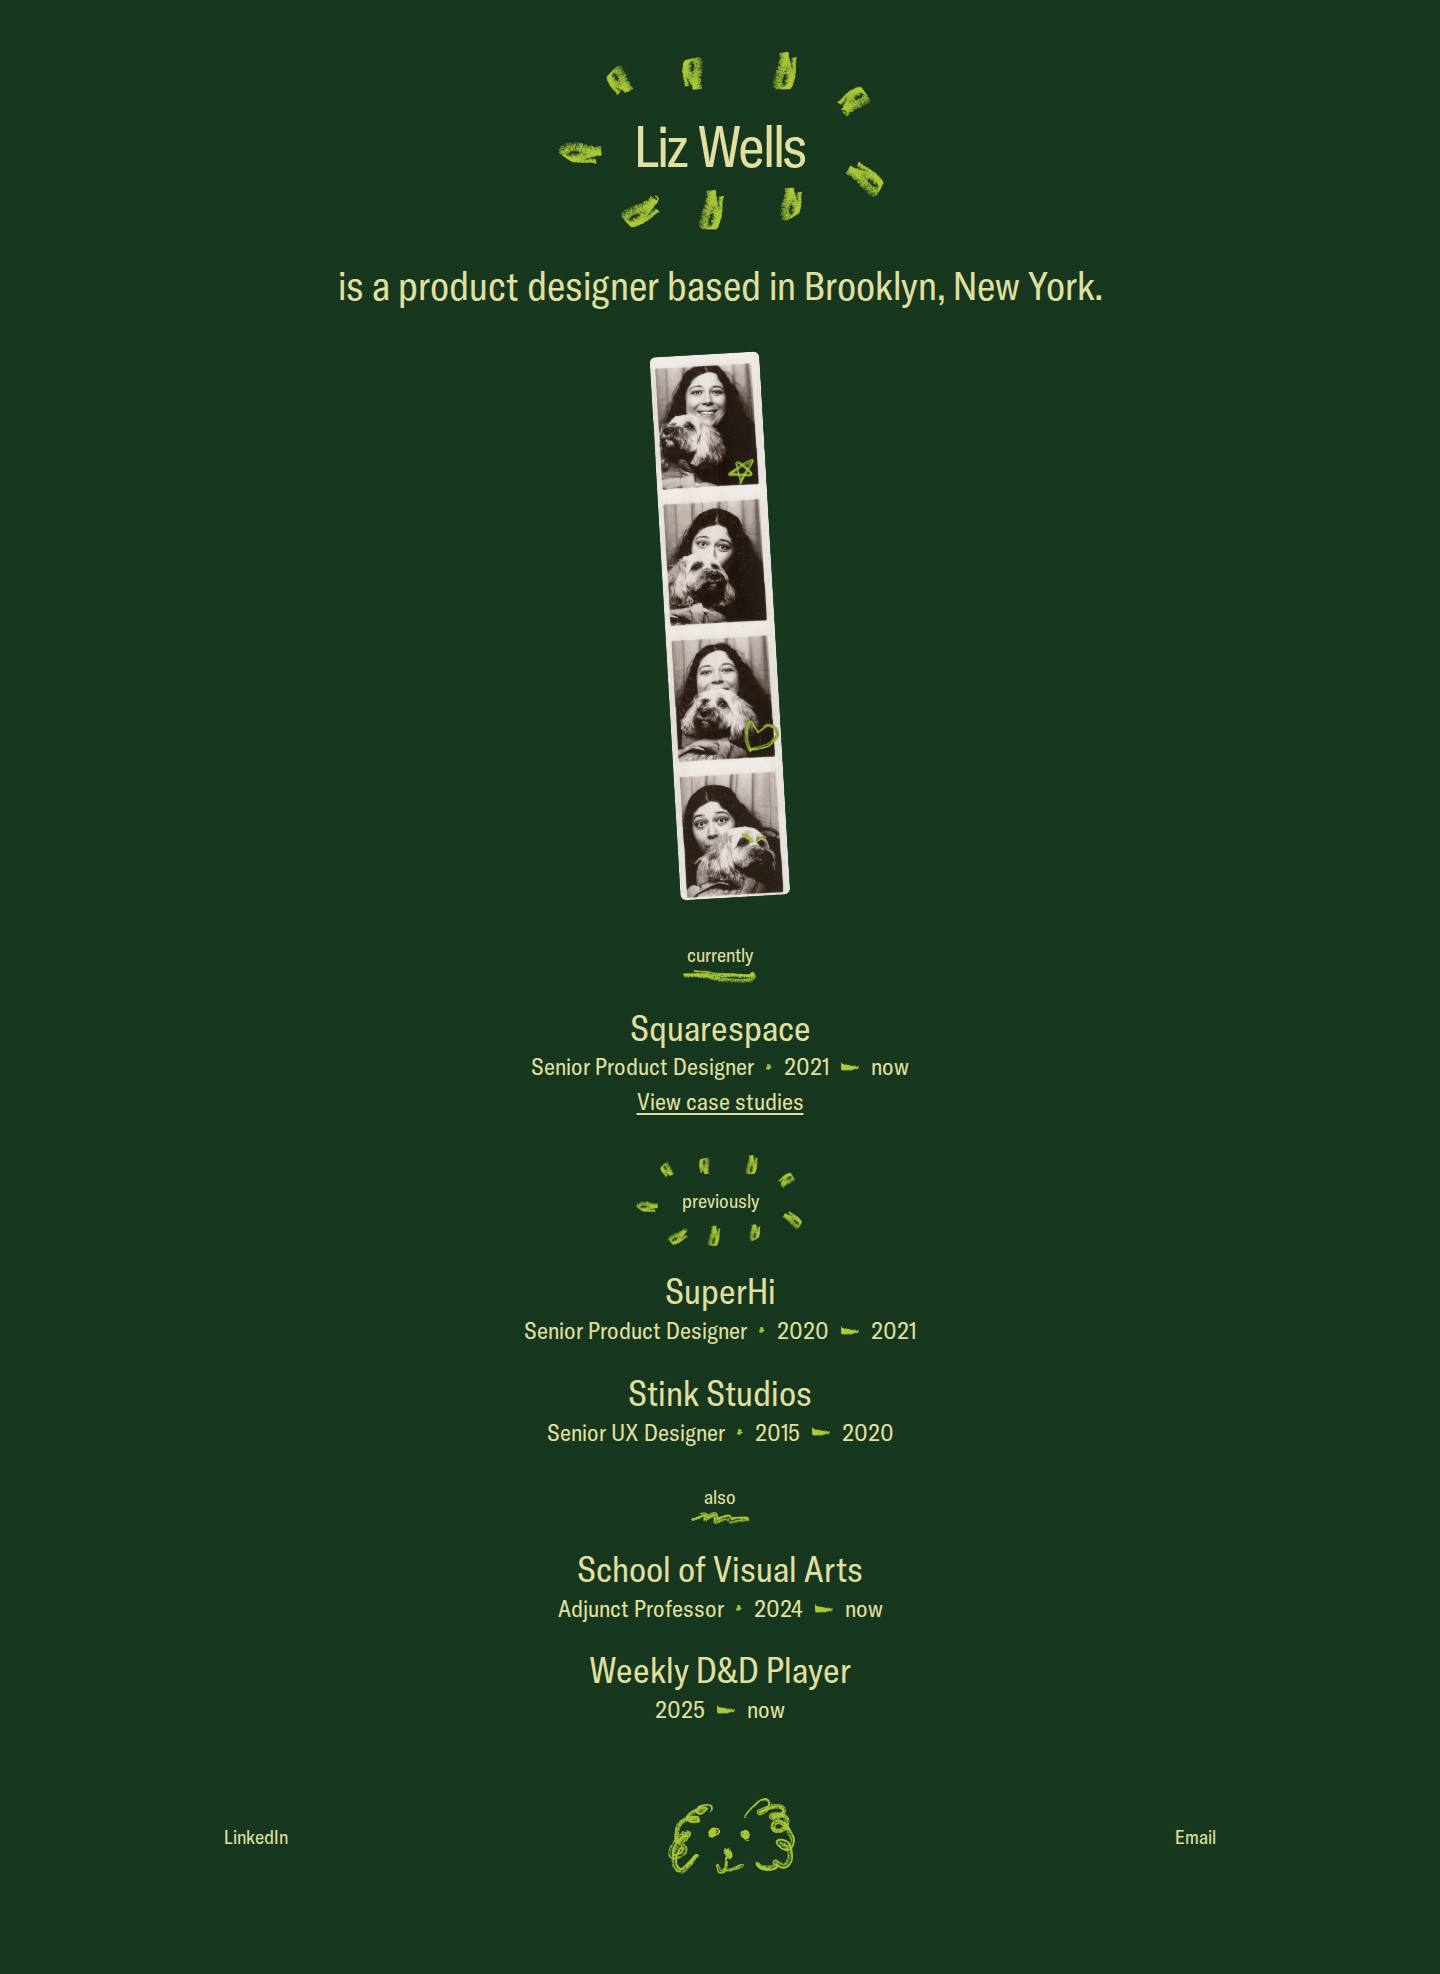 Liz Wells
is a product designer based in Brooklyn, New York.
currently
Squarespace
Senior Product Designer · 2021 - now
View case studies
previously
SuperHi
Senior Product Designer · 2020 - 2021
Stink Studios
Senior UX Designer · 2015 - 2020
also
School of Visual Arts
Adjunct Professor · 2024 - now
Weekly D&D Player
2025 - now
LinkedIn
Email